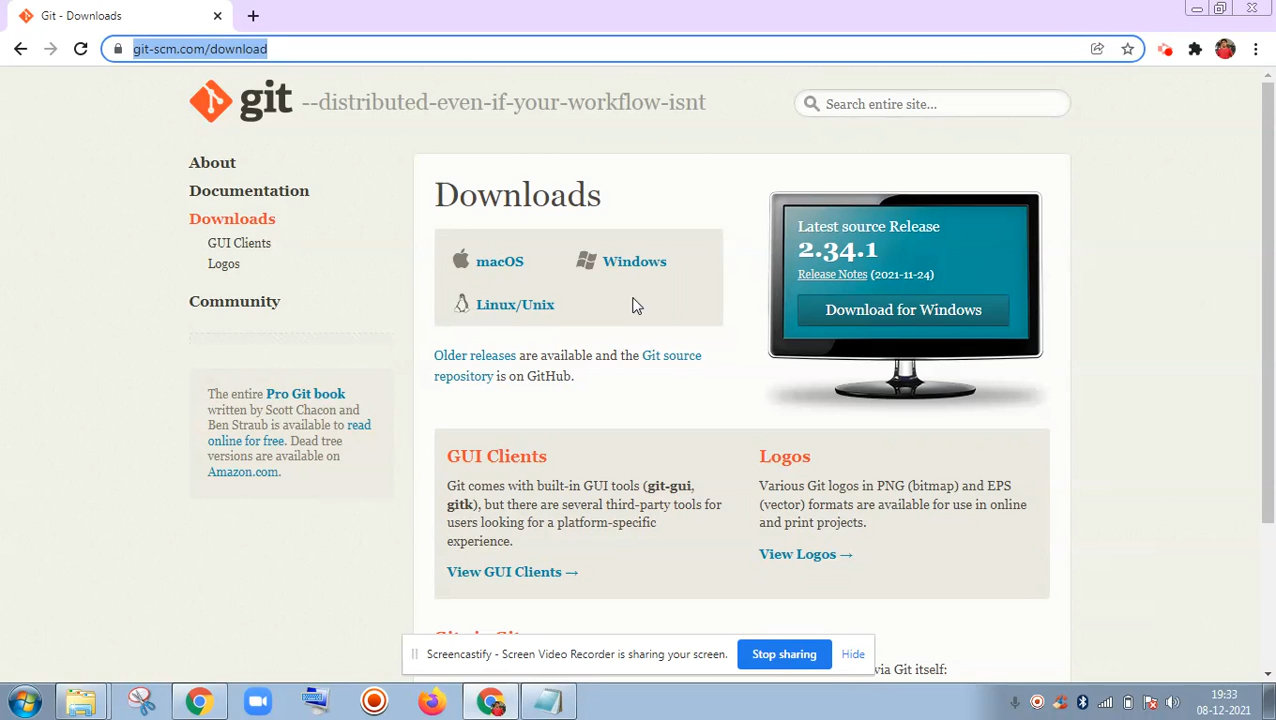 Git - Downloads
git-scm.com/download
git --distributed-even-if-your-workflow-isnt
Search entire site...
About
Documentation
Downloads
GUI Clients
Logos
Community
The entire Pro Git book
written by Scott Chacon and
Ben Straub is available to read
online for free. Dead tree
versions are available on
Amazon.com.
Downloads
macOS
Windows
Linux/Unix
Older releases are available and the Git source
repository is on GitHub.
Latest source Release
2.34.1
Release Notes (2021-11-24)
Download for Windows
GUI Clients
Git comes with built-in GUI tools (git-gui,
gitk), but there are several third-party tools for
users looking for a platform-specific
experience.
View GUI Clients →
Logos
Various Git logos in PNG (bitmap) and EPS
(vector) formats are available for use in online
and print projects.
View Logos →
via Git itself:
Screencastify - Screen Video Recorder is sharing your screen.
Stop sharing
Hide
19:33
08-12-2021